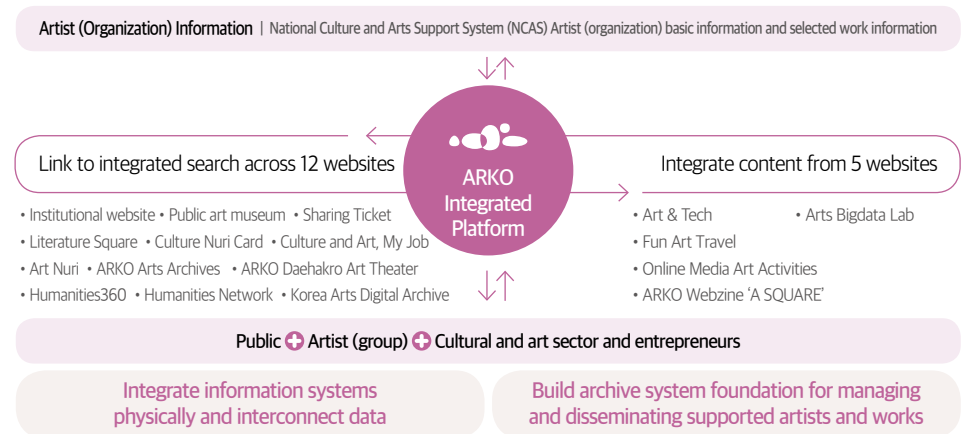 Artist (Organization) Information | National Culture and Arts Support System (NCAS) Artist (organization) basic information and selected work information
Link to integrated search across 12 websites
• Institutional website • Public art museum • Sharing Ticket
• Literature Square • Culture Nuri Card • Culture and Art, My Job
• Art Nuri • ARKO Arts Archives • ARKO Daehakro Art Theater
• Humanities360 • Humanities Network • Korea Arts Digital Archive
ARKO
Integrated
Platform
Integrate content from 5 websites
• Art & Tech • Arts Bigdata Lab
• Fun Art Travel
• Online Media Art Activities
• ARKO Webzine ‘A SQUARE’
Public + Artist (group) + Cultural and art sector and entrepreneurs
Integrate information systems
physically and interconnect data
Build archive system foundation for managing
and disseminating supported artists and works